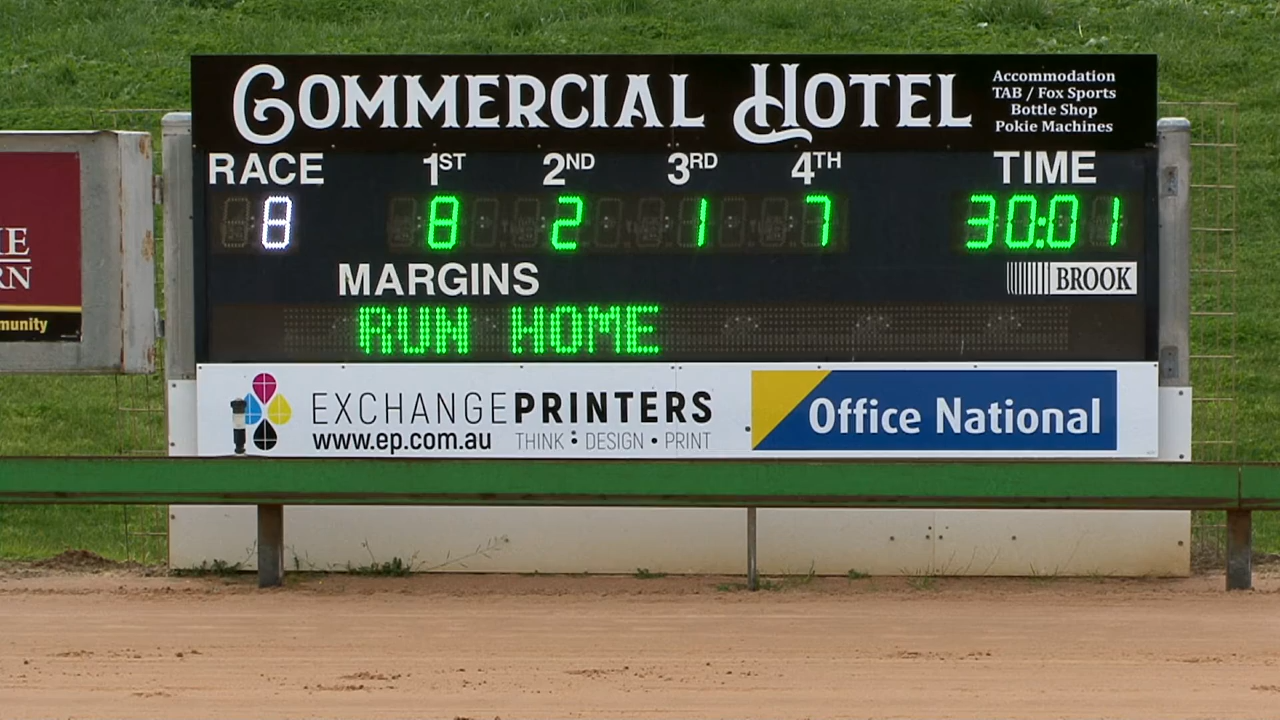 COMMERCIAL HOTEL
Accommodation
TAB / Fox Sports
Bottle Shop
Pokie Machines
RACE 1ST 2ND 3RD 4TH TIME
8 8 2 1 7 30:01
MARGINS
BROOK
RUN HOME
munity
EXCHANGEPRINTERS
www.ep.com.au THINK • DESIGN • PRINT
Office National